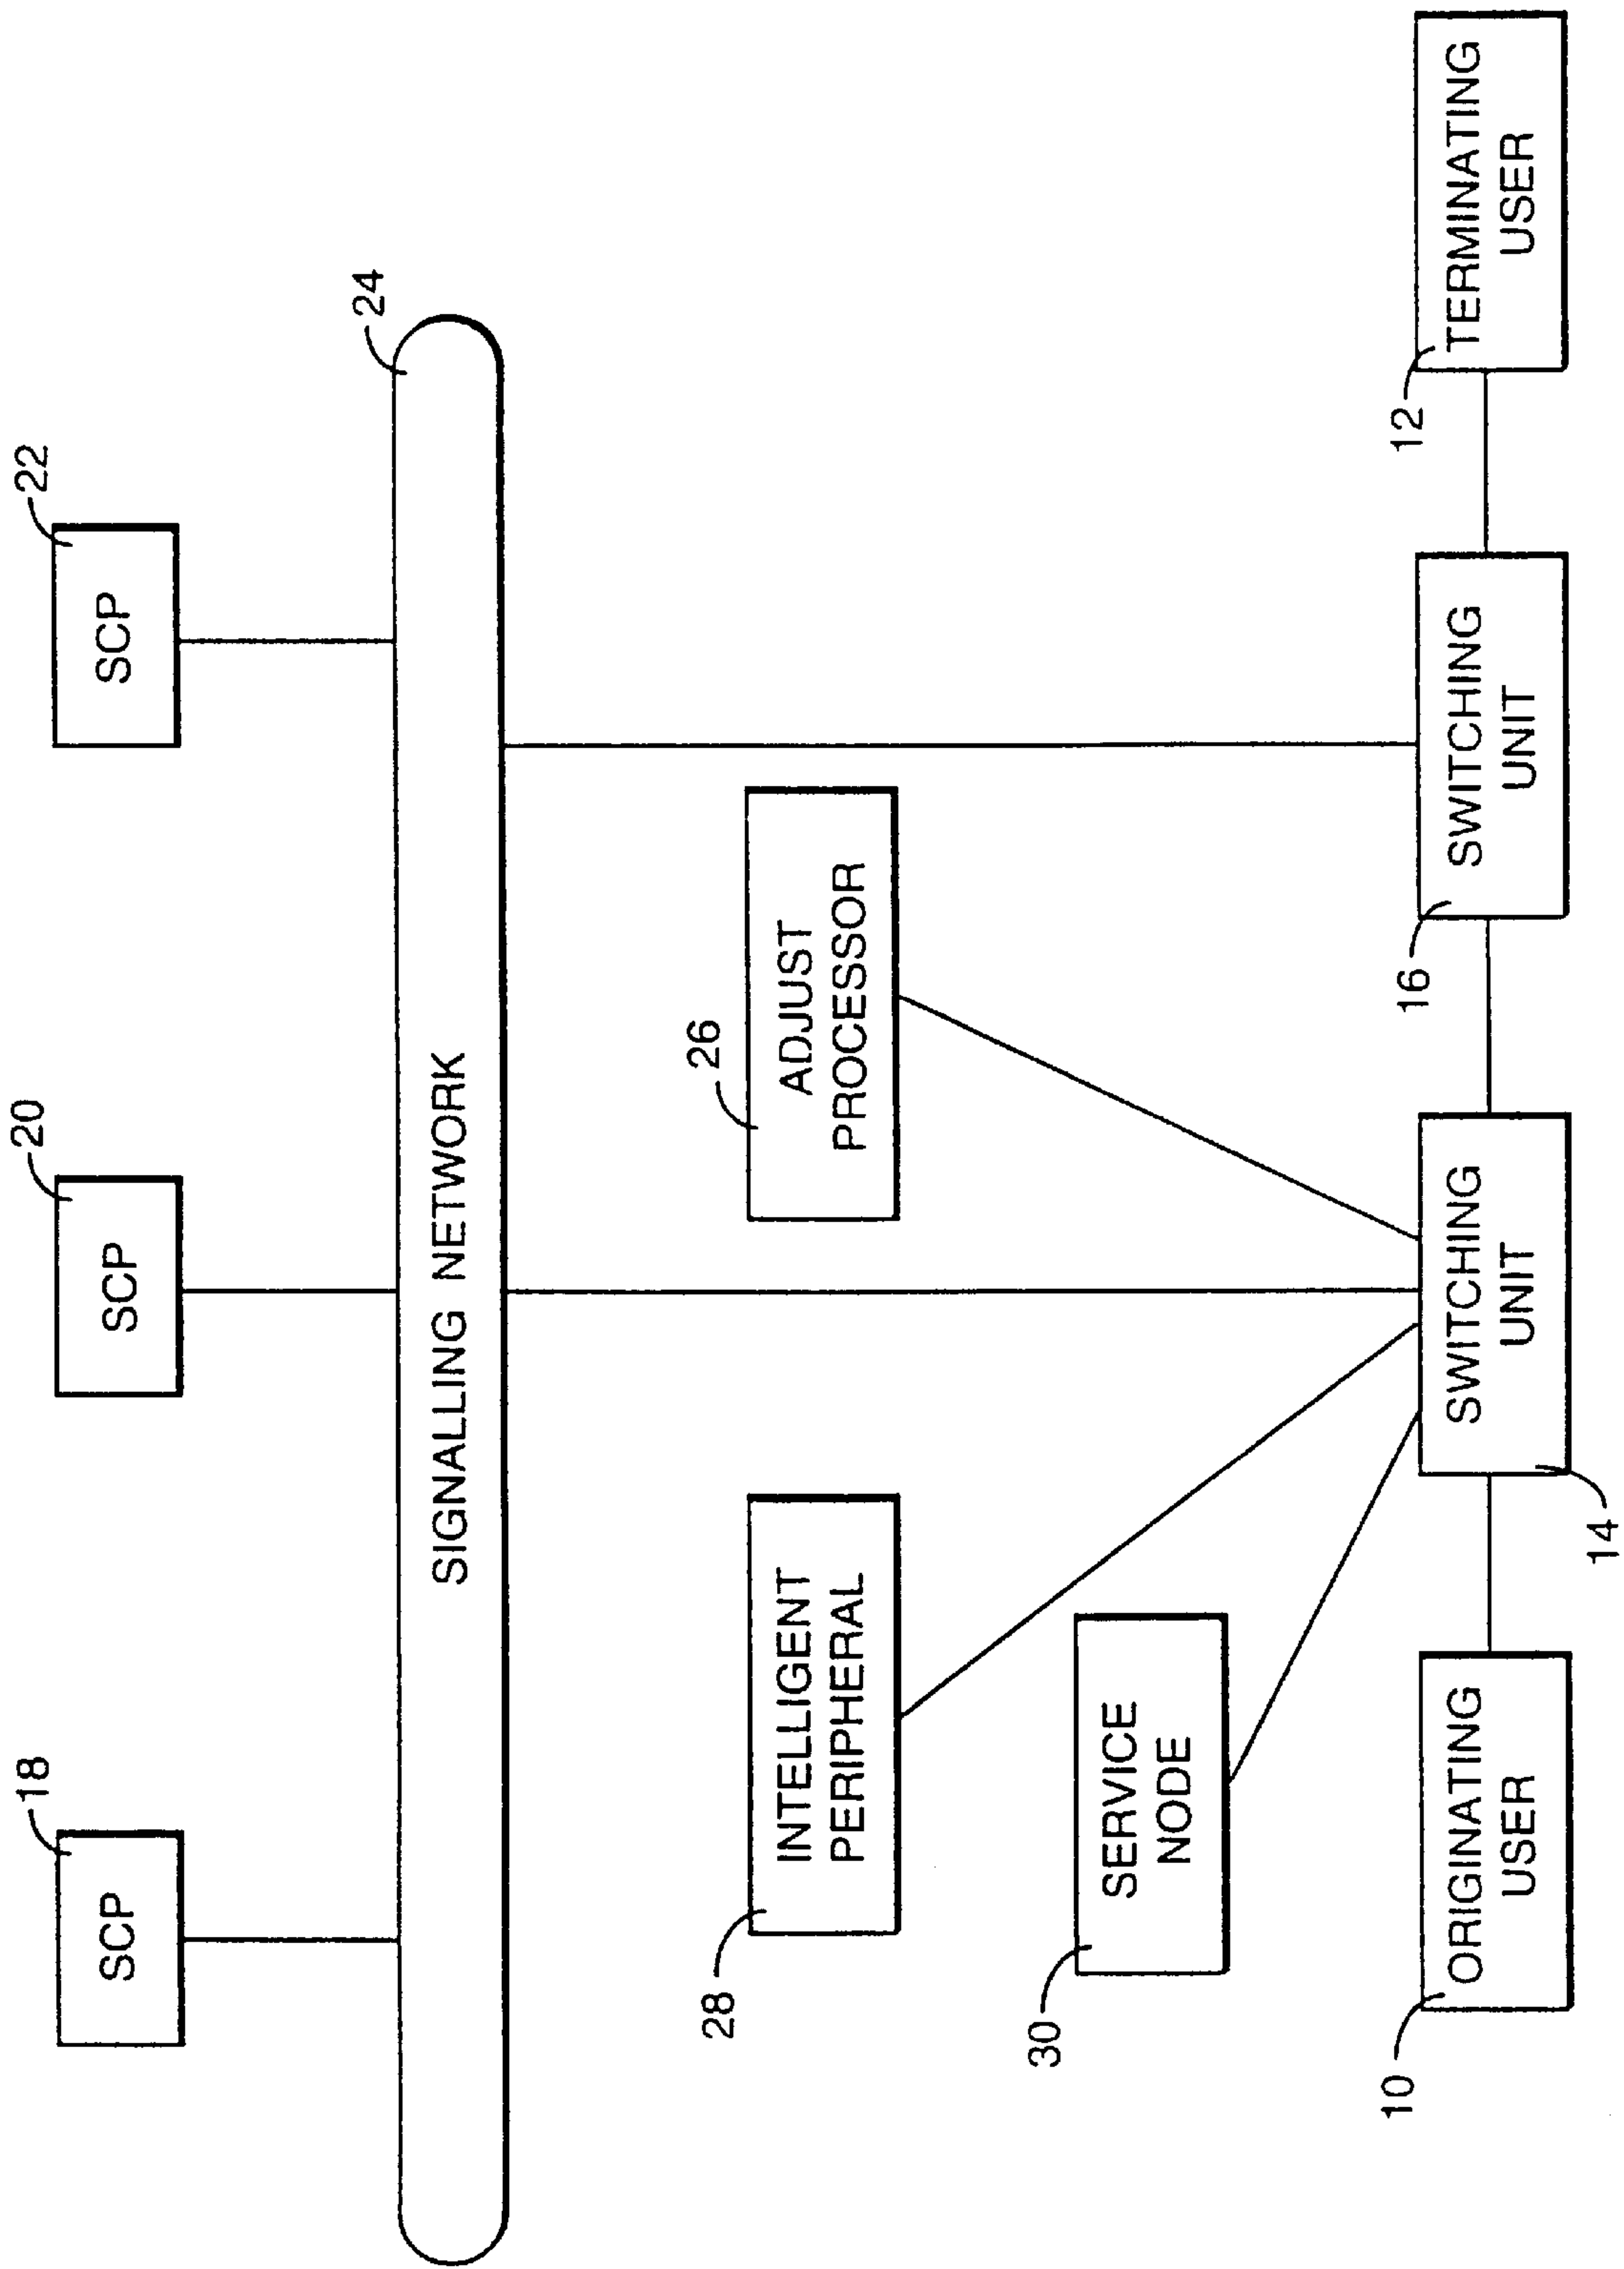 18
SCP
20
SCP
22
SCP
24
SIGNALLING NETWORK
28
INTELLIGENT
PERIPHERAL
26
ADJUST
PROCESSOR
30
SERVICE
NODE
10
ORIGINATING
USER
14
SWITCHING
UNIT
16
SWITCHING
UNIT
12
TERMINATING
USER